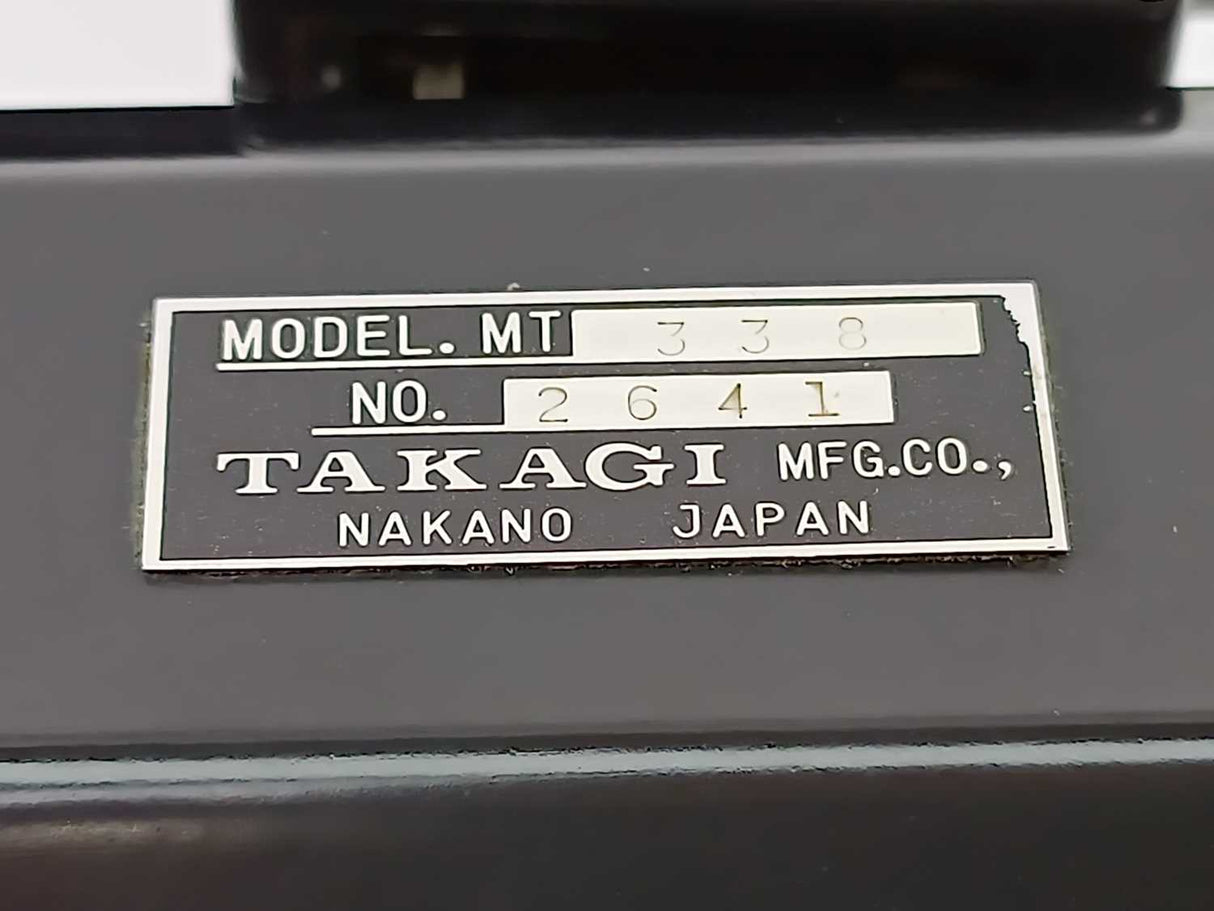 MODEL. MT 338
NO. 2641
TAKAGI MFG.CO.,
NAKANO JAPAN